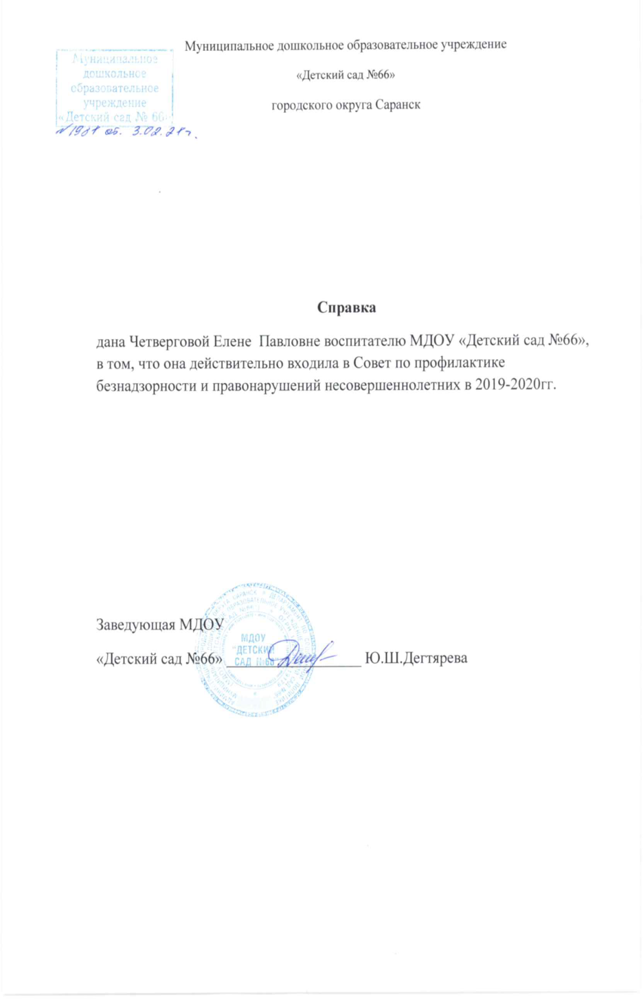 Муниципальное дошкольное образовательное учреждение
«Детский сад №66»
городского округа Саранск
Муниципальное
дошкольное
образовательное
учреждение
«Детский сад № 66»
3.02.21г.
Справка
дана Четверговой Елене Павловне воспитателю МДОУ «Детский сад №66»,
в том, что она действительно входила в Совет по профилактике
безнадзорности и правонарушений несовершеннолетних в 2019-2020гг.
Заведующая МДОУ
«Детский сад №66» ________________ Ю.Ш.Дегтярева
МДОУ
"ДЕТСКИЙ
САД №66"